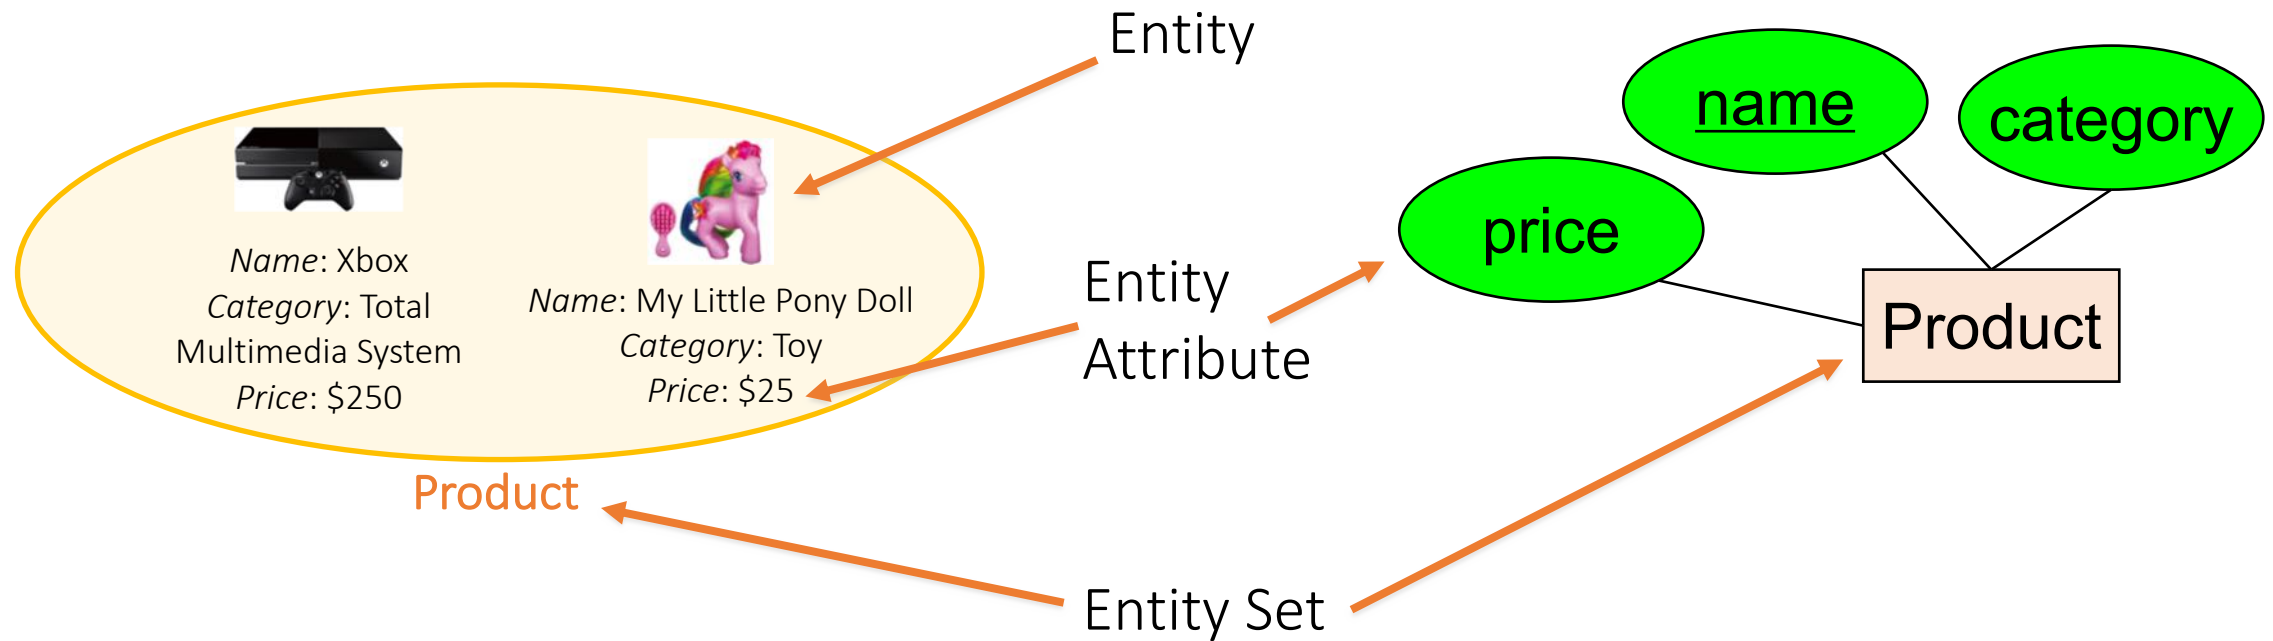 Entity
name
category
price
Name: Xbox
Category: Total
Multimedia System
Price: $250
Name: My Little Pony Doll
Category: Toy
Price: $25
Entity
Attribute
Product
Product
Entity Set